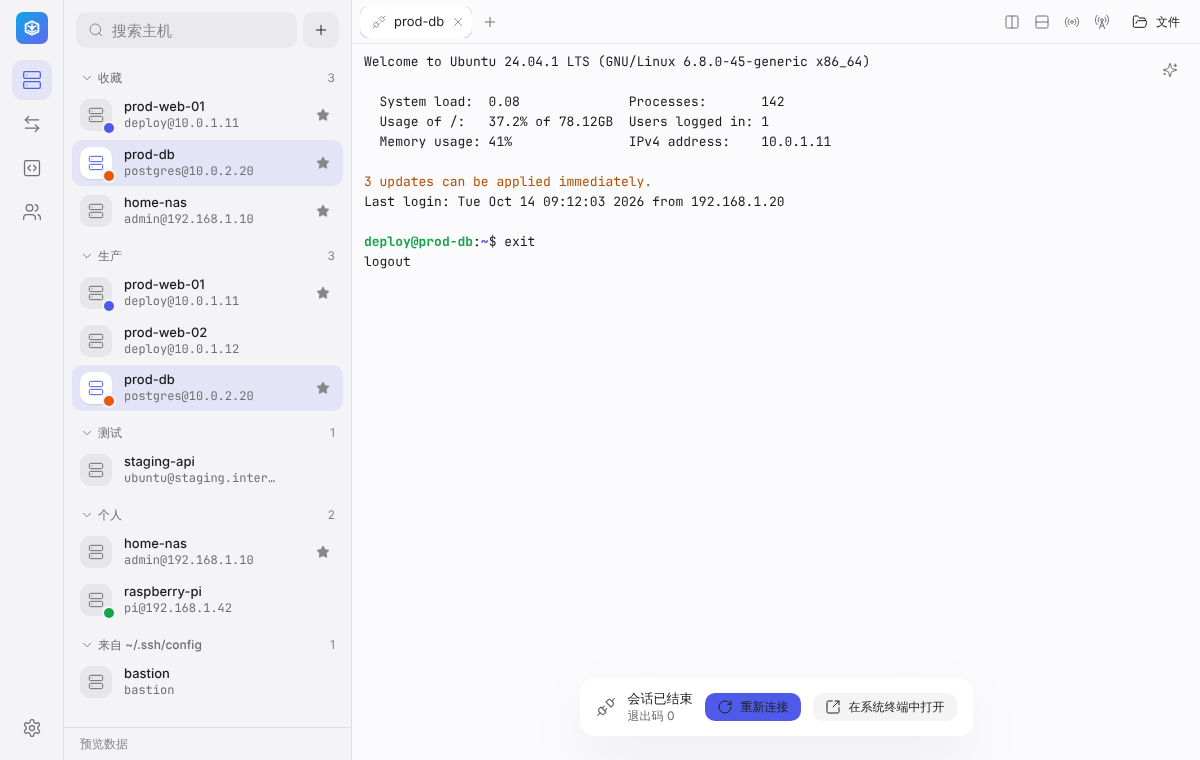 搜索主机
收藏 3
prod-web-01
deploy@10.0.1.11
prod-db
postgres@10.0.2.20
home-nas
admin@192.168.1.10
生产 3
prod-web-01
deploy@10.0.1.11
prod-web-02
deploy@10.0.1.12
prod-db
postgres@10.0.2.20
测试 1
staging-api
ubuntu@staging.inter…
个人 2
home-nas
admin@192.168.1.10
raspberry-pi
pi@192.168.1.42
来自 ~/.ssh/config 1
bastion
bastion
预览数据
prod-db
文件
Welcome to Ubuntu 24.04.1 LTS (GNU/Linux 6.8.0-45-generic x86_64)
System load: 0.08 Processes: 142
Usage of /: 37.2% of 78.12GB Users logged in: 1
Memory usage: 41% IPv4 address: 10.0.1.11
3 updates can be applied immediately.
Last login: Tue Oct 14 09:12:03 2026 from 192.168.1.20
deploy@prod-db:~$ exit
logout
会话已结束
退出码 0
重新连接
在系统终端中打开